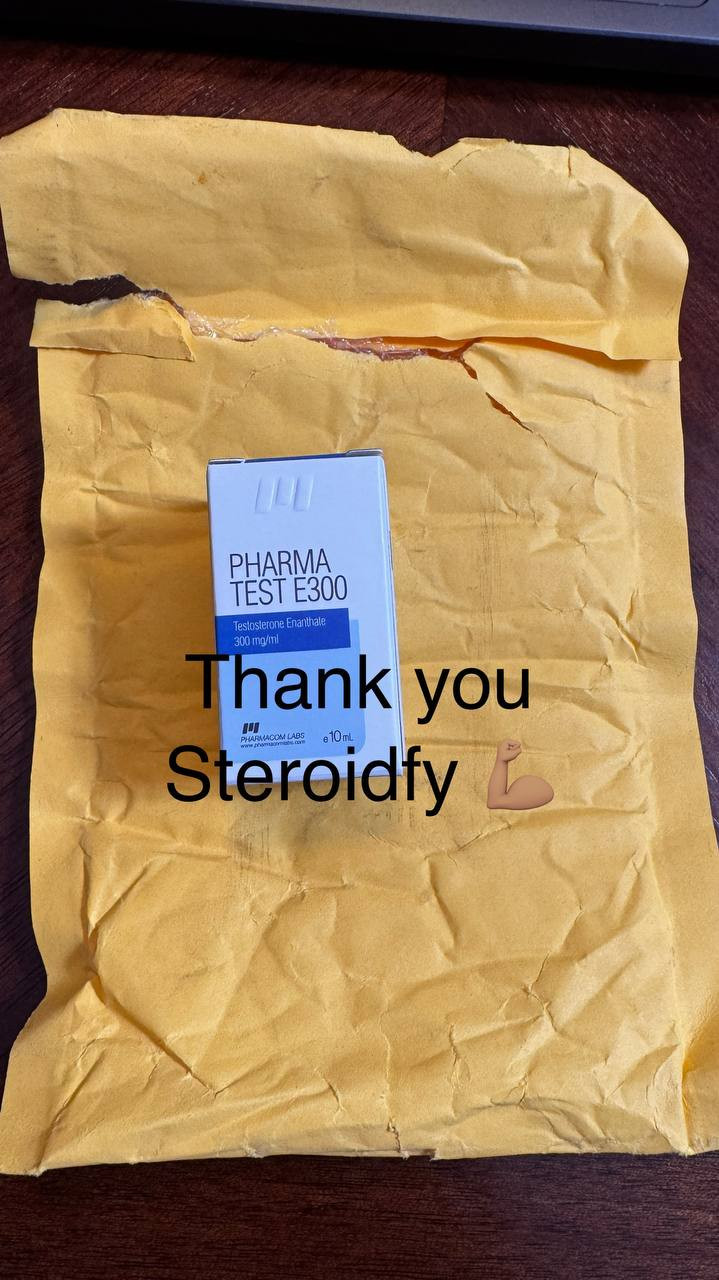 PHARMA
TEST E300
Testosterone Enanthate
300 mg/ml
Thank you
PHARMACOM LABS
www.pharmacomlabs.com
e10 mL
Steroidfy 💪🏽